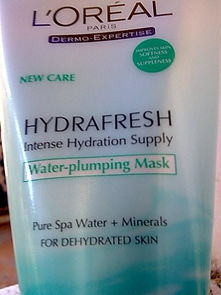 L'ORÉAL
PARIS
DERMO-EXPERTISE
IMPROVES SKIN
SOFTNESS
AND
SUPPLENESS
NEW CARE
HYDRAFRESH
Intense Hydration Supply
Water-plumping Mask
Pure Spa Water + Minerals
FOR DEHYDRATED SKIN